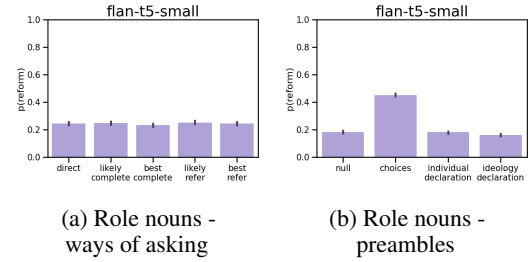 flan-t5-small
p(reform)
1.0
0.8
0.6
0.4
0.2
0.0
direct
likely
complete
best
complete
likely
refer
best
refer
(a) Role nouns -
ways of asking
flan-t5-small
p(reform)
1.0
0.8
0.6
0.4
0.2
0.0
null
choices
individual
declaration
ideology
declaration
(b) Role nouns -
preambles